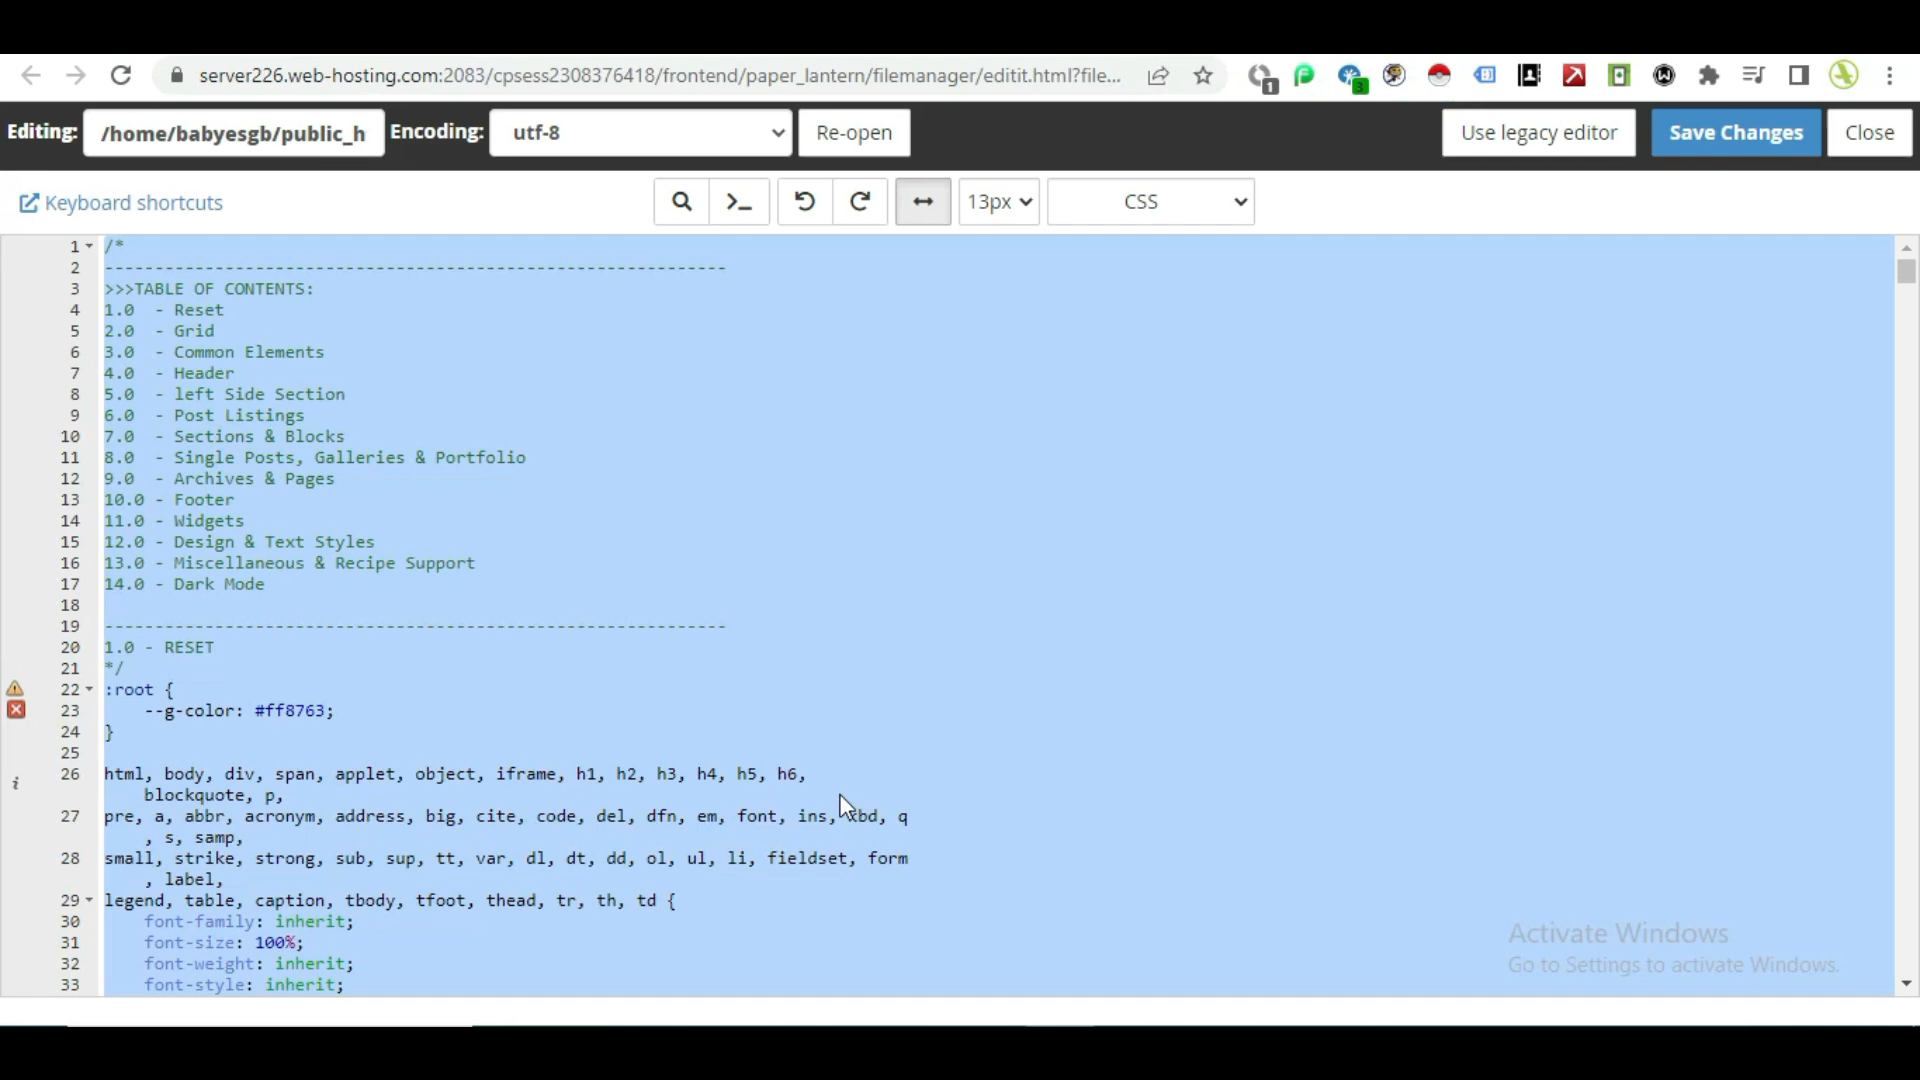 server226.web-hosting.com:2083/cpsess2308376418/frontend/paper_lantern/filemanager/editit.html?file...
1
3
Editing: /home/babyesgb/public_h Encoding: utf-8 Re-open Use legacy editor Save Changes Close
Keyboard shortcuts 13px CSS
1 /*
2 --------------------------------------------------------------
3 >>>TABLE OF CONTENTS:
4 1.0  - Reset
5 2.0  - Grid
6 3.0  - Common Elements
7 4.0  - Header
8 5.0  - left Side Section
9 6.0  - Post Listings
10 7.0  - Sections & Blocks
11 8.0  - Single Posts, Galleries & Portfolio
12 9.0  - Archives & Pages
13 10.0 - Footer
14 11.0 - Widgets
15 12.0 - Design & Text Styles
16 13.0 - Miscellaneous & Recipe Support
17 14.0 - Dark Mode
18
19 --------------------------------------------------------------
20 1.0 - RESET
21 */
22 :root {
23 --g-color: #ff8763;
24 }
25
26 html, body, div, span, applet, object, iframe, h1, h2, h3, h4, h5, h6,
blockquote, p,
27 pre, a, abbr, acronym, address, big, cite, code, del, dfn, em, font, ins, kbd, q
, s, samp,
28 small, strike, strong, sub, sup, tt, var, dl, dt, dd, ol, ul, li, fieldset, form
, label,
29 legend, table, caption, tbody, tfoot, thead, tr, th, td {
30 font-family: inherit;
31 font-size: 100%;
32 font-weight: inherit;
33 font-style: inherit;
Activate Windows
Go to Settings to activate Windows.